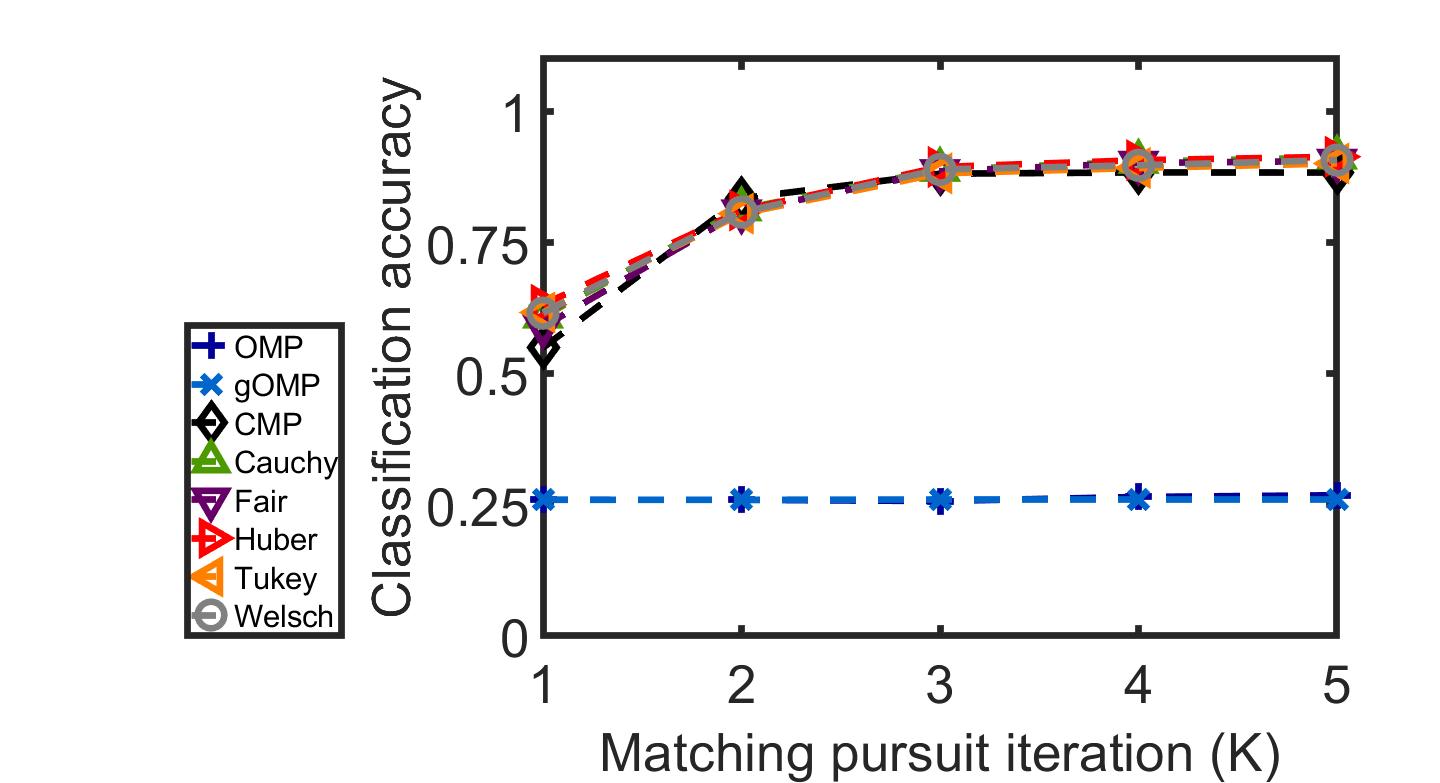 OMP
gOMP
CMP
Cauchy
Fair
Huber
Tukey
Welsch
Classification accuracy
1
0.75
0.5
0.25
0
1 2 3 4 5
Matching pursuit iteration (K)